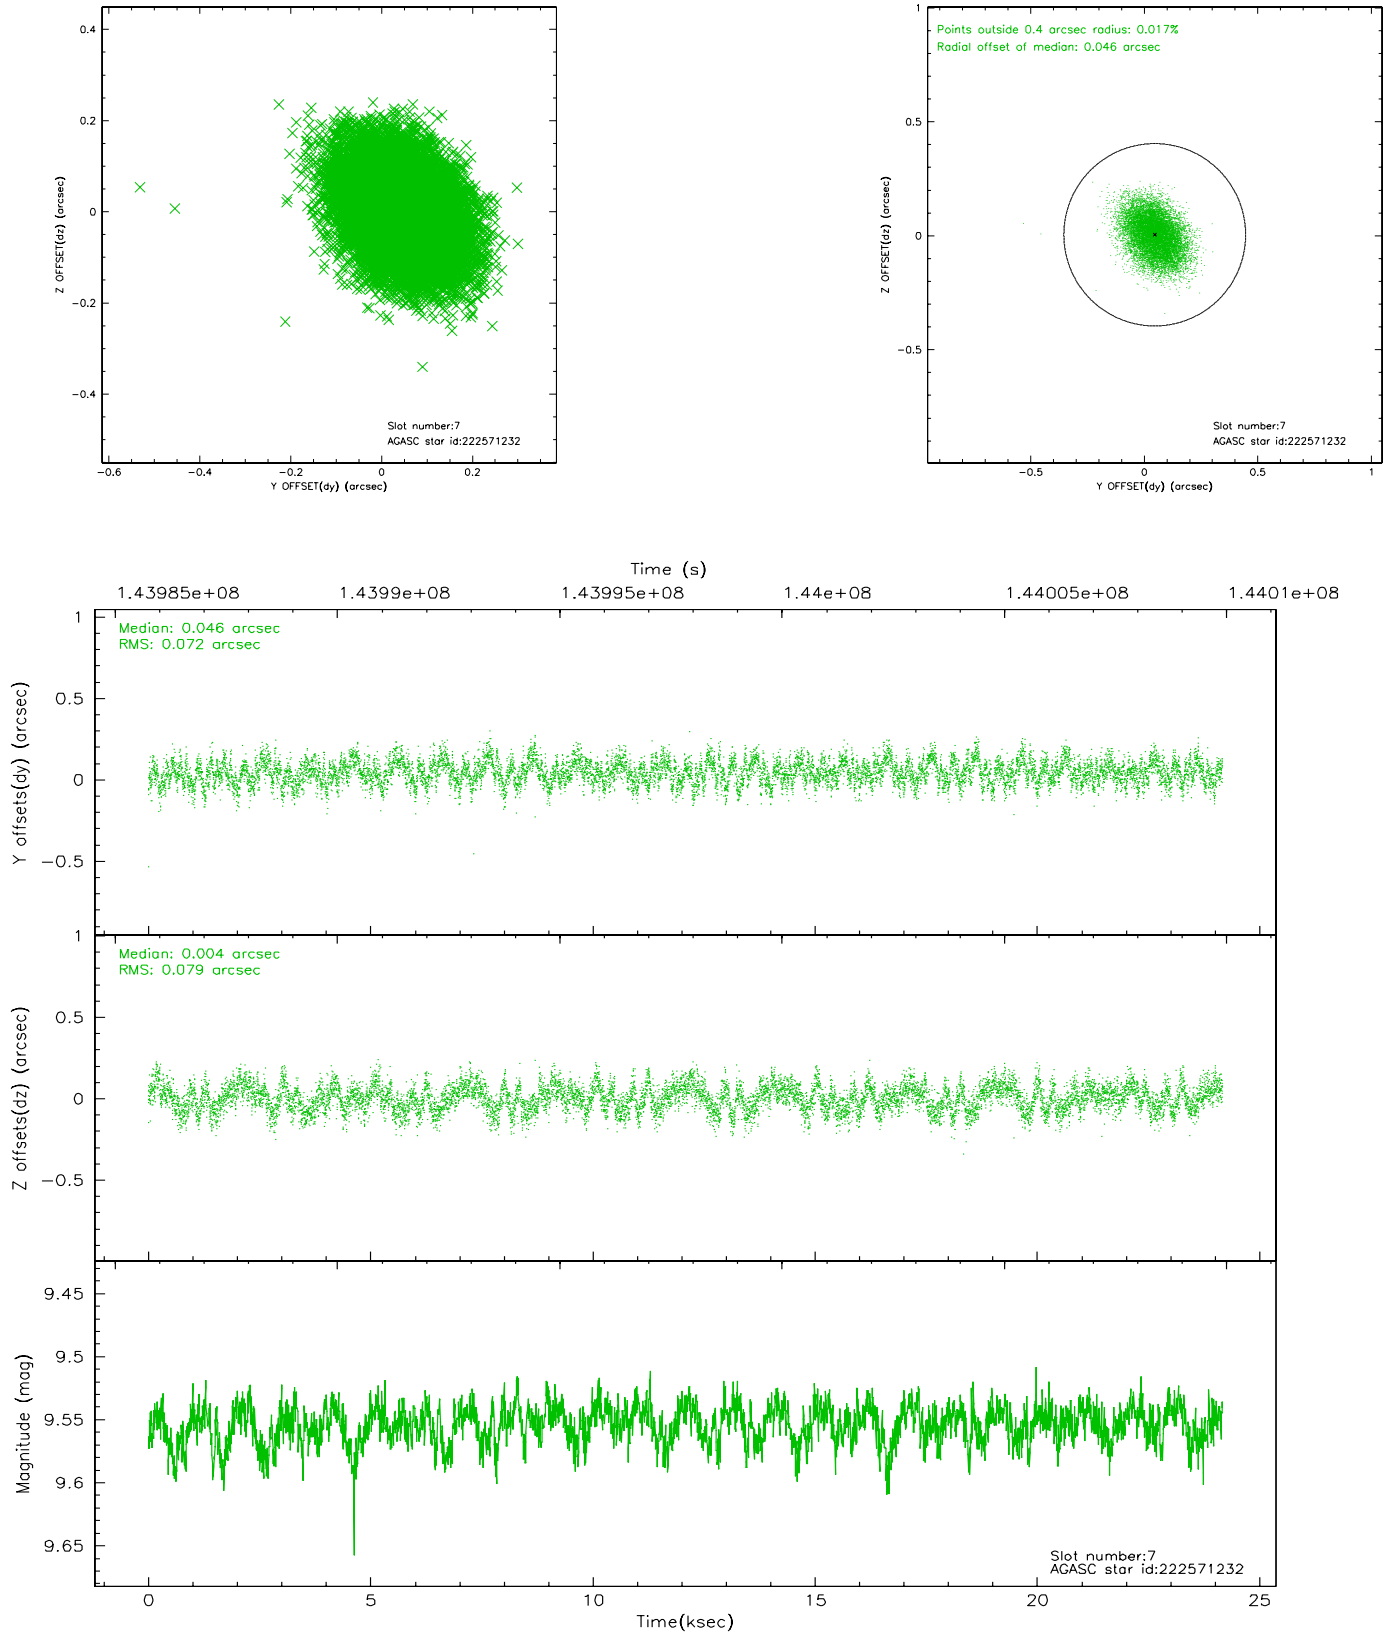 0.4
0.2
0
−0.2
−0.4
Z OFFSET(dz) (arcsec)
Slot number:7
AGASC star id:222571232
−0.6 −0.4 −0.2 0 0.2
Y OFFSET(dy) (arcsec)
1
0.5
0
−0.5
Z OFFSET(dz) (arcsec)
Points outside 0.4 arcsec radius: 0.017%
Radial offset of median: 0.046 arcsec
Slot number:7
AGASC star id:222571232
−0.5 0 0.5 1
Y OFFSET(dy) (arcsec)
Time (s)
1.43985e+08 1.4399e+08 1.43995e+08 1.44e+08 1.44005e+08 1.4401e+08
Median: 0.046 arcsec
RMS: 0.072 arcsec
1
0.5
0
−0.5
Y offsets(dy) (arcsec)
Median: 0.004 arcsec
RMS: 0.079 arcsec
1
0.5
0
−0.5
Z offsets(dz) (arcsec)
9.45
9.5
9.55
9.6
9.65
Magnitude (mag)
Slot number:7
AGASC star id:222571232
0 5 10 15 20 25
Time(ksec)